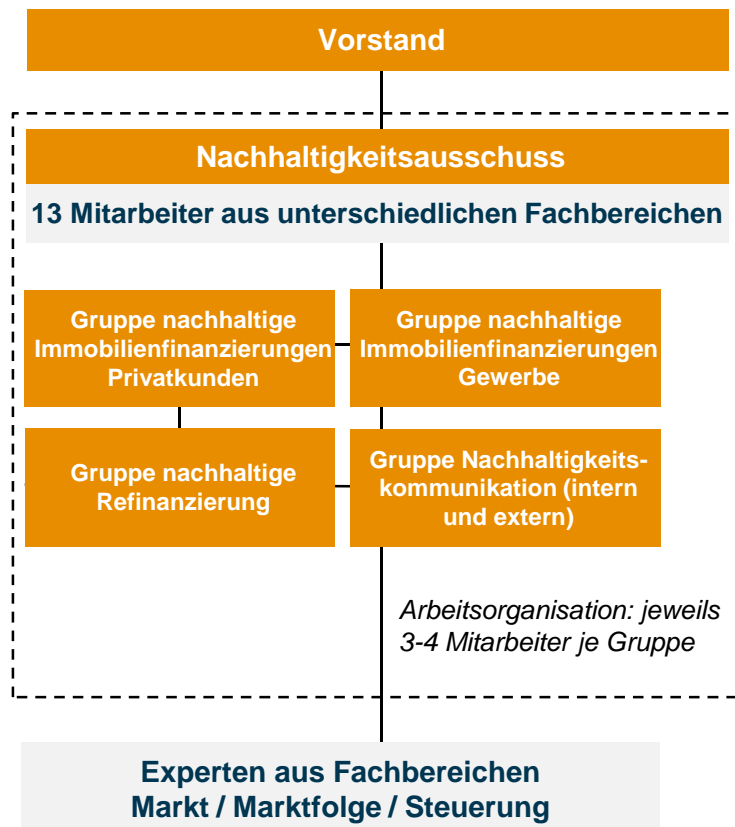 Vorstand
Nachhaltigkeitsausschuss
13 Mitarbeiter aus unterschiedlichen Fachbereichen
Gruppe nachhaltige
Immobilienfinanzierungen
Privatkunden
Gruppe nachhaltige
Immobilienfinanzierungen
Gewerbe
Gruppe nachhaltige
Refinanzierung
Gruppe Nachhaltigkeits-
kommunikation (intern
und extern)
Arbeitsorganisation: jeweils
3-4 Mitarbeiter je Gruppe
Experten aus Fachbereichen
Markt / Marktfolge / Steuerung